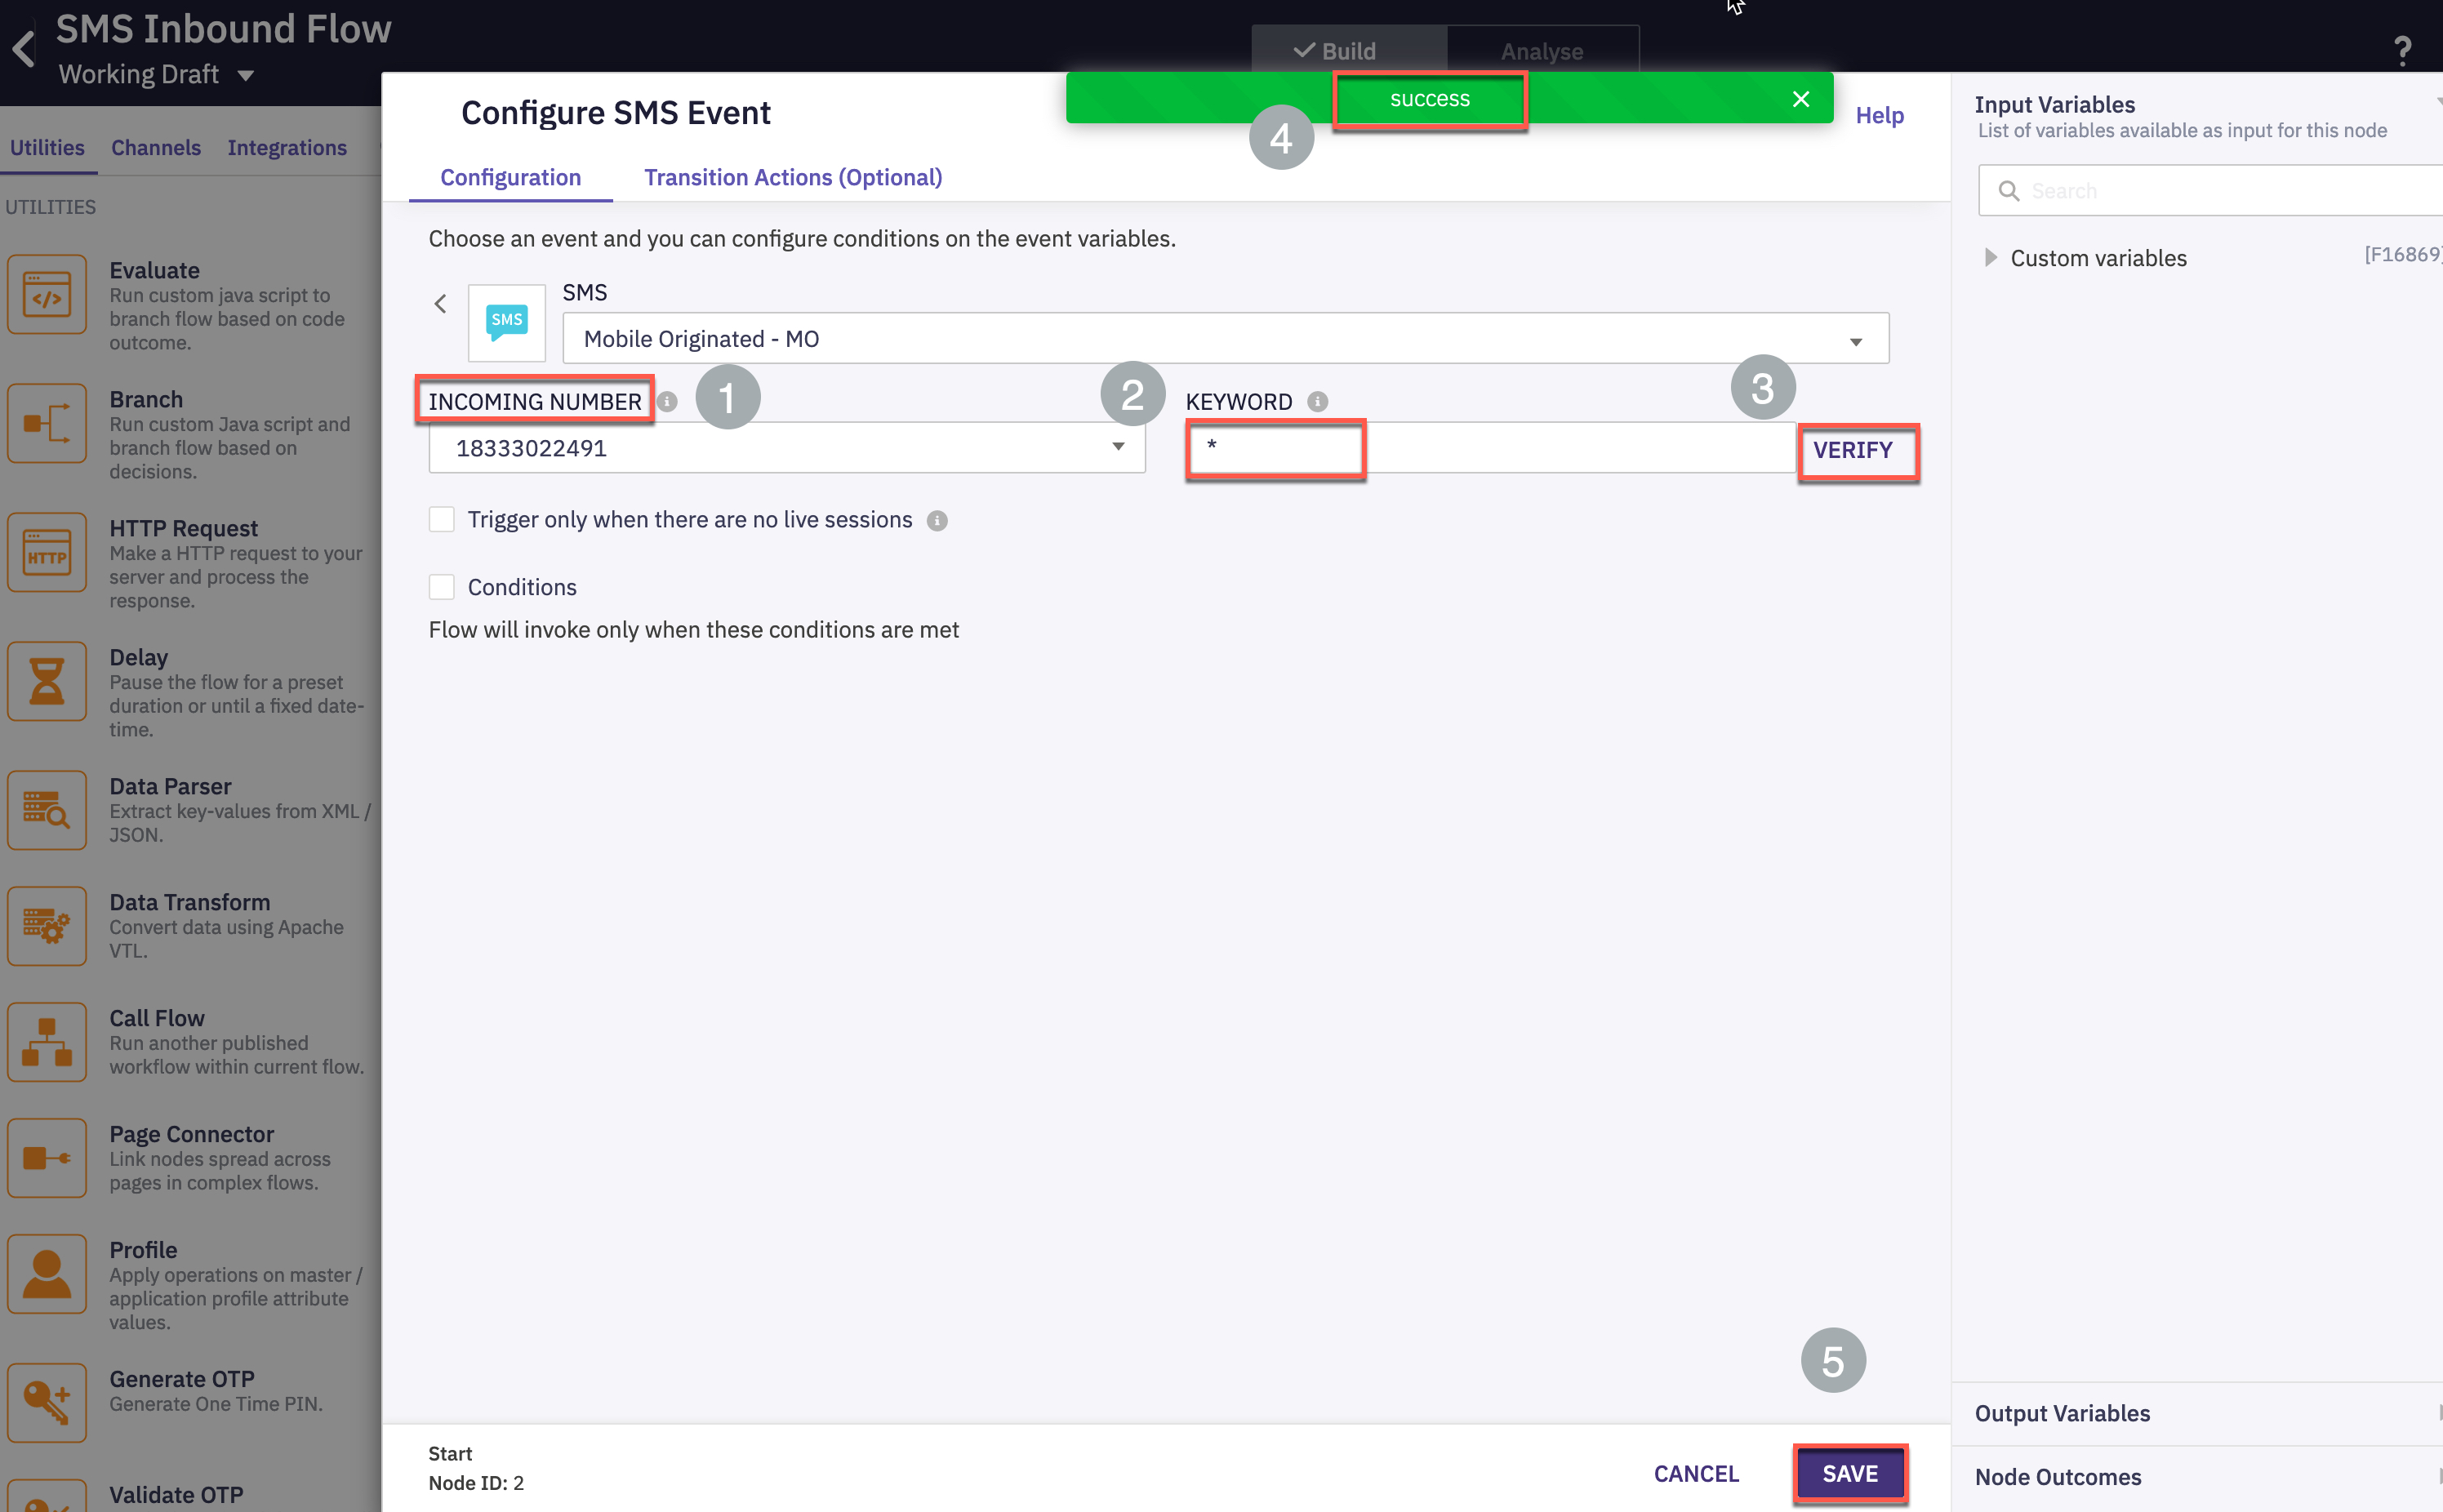 SMS Inbound Flow
Working Draft
Build
Analyse
?
Utilities
Channels
Integrations
UTILITIES
Evaluate
Run custom java script to
branch flow based on code
outcome.
Branch
Run custom Java script and
branch flow based on
decisions.
HTTP
HTTP Request
Make a HTTP request to your
server and process the
response.
Delay
Pause the flow for a preset
duration or until a fixed date-
time.
Data Parser
Extract key-values from XML /
JSON.
Data Transform
Convert data using Apache
VTL.
Call Flow
Run another published
workflow within current flow.
Page Connector
Link nodes spread across
pages in complex flows.
Profile
Apply operations on master /
application profile attribute
values.
Generate OTP
Generate One Time PIN.
Validate OTP
Configure SMS Event
success
4
Help
Configuration
Transition Actions (Optional)
Choose an event and you can configure conditions on the event variables.
SMS
SMS
Mobile Originated - MO
INCOMING NUMBER
1
2
KEYWORD
3
18333022491
*
VERIFY
Trigger only when there are no live sessions
Conditions
Flow will invoke only when these conditions are met
5
Start
Node ID: 2
CANCEL
SAVE
Input Variables
List of variables available as input for this node
Search
Custom variables
[F16869]
Output Variables
Node Outcomes